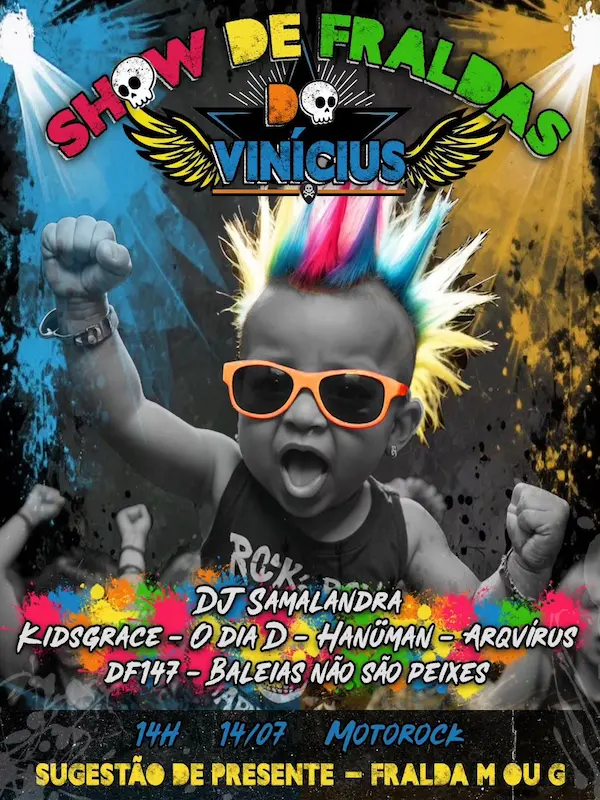 SHOW DE FRALDAS
DO
VINÍCIUS
ROCK
DJ SAMALANDRA
KIDSGRACE - O DIA D - HANÜMAN - ARQVÍRUS
DF147 - BALEIAS NÃO SÃO PEIXES
14H 14/07 MOTOROCK
SUGESTÃO DE PRESENTE - FRALDA M OU G